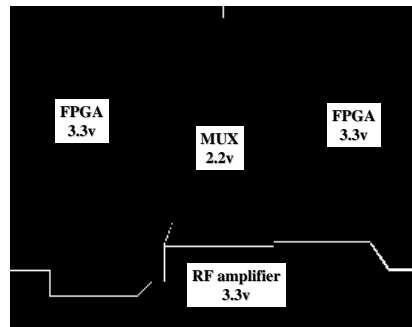 FPGA
3.3v
MUX
2.2v
FPGA
3.3v
RF amplifier
3.3v